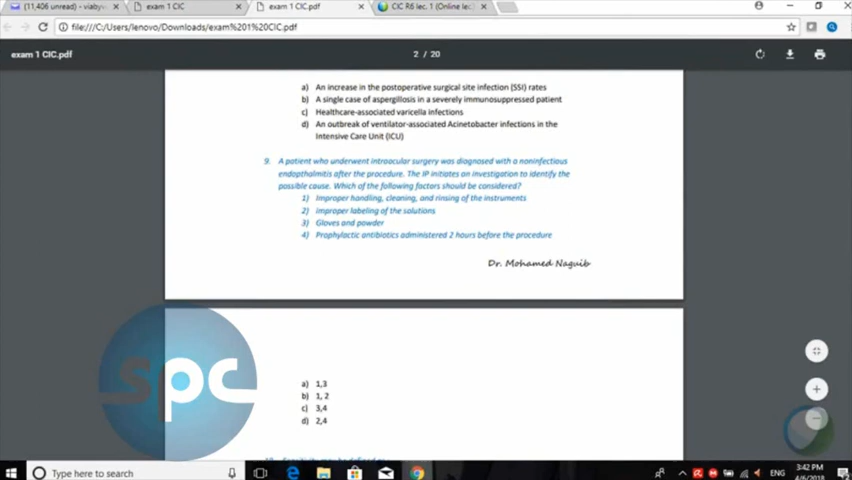 (11,406 unread) - viabyv
exam 1 CIC
exam 1 CIC.pdf
CIC R6 lec. 1 (Online lec
file:///C:/Users/lenovo/Downloads/exam%201%20CIC.pdf
exam 1 CIC.pdf
2 / 20
a) An increase in the postoperative surgical site infection (SSI) rates
b) A single case of aspergillosis in a severely immunosuppressed patient
c) Healthcare-associated varicella infections
d) An outbreak of ventilator-associated Acinetobacter infections in the
Intensive Care Unit (ICU)
9. A patient who underwent intraocular surgery was diagnosed with a noninfectious
endopthalmitis after the procedure. The IP initiates an investigation to identify the
possible cause. Which of the following factors should be considered?
1) Improper handling, cleaning, and rinsing of the instruments
2) improper labeling of the solutions
3) Gloves and powder
4) Prophylactic antibiotics administered 2 hours before the procedure
Dr. Mohamed Naguib
spc
a) 1,3
b) 1, 2
c) 3,4
d) 2,4
Type here to search
ENG
3:42 PM
4/6/2018